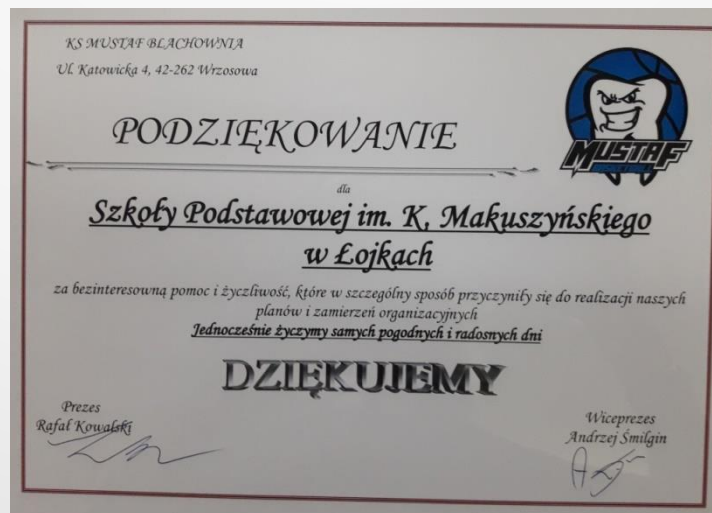 KS MUSTAF BLACHOWNIA
Ul. Katowicka 4, 42-262 Wrzosowa
MUSTAF
BASKETBALL
PODZIĘKOWANIE
dla
Szkoły Podstawowej im. K. Makuszyńskiego
w Łojkach
za bezinteresowną pomoc i życzliwość, które w szczególny sposób przyczyniły się do realizacji naszych
planów i zamierzeń organizacyjnych
Jednocześnie życzymy samych pogodnych i radosnych dni
DZIĘKUJEMY
Prezes
Rafał Kowalski
Wiceprezes
Andrzej Śmilgin